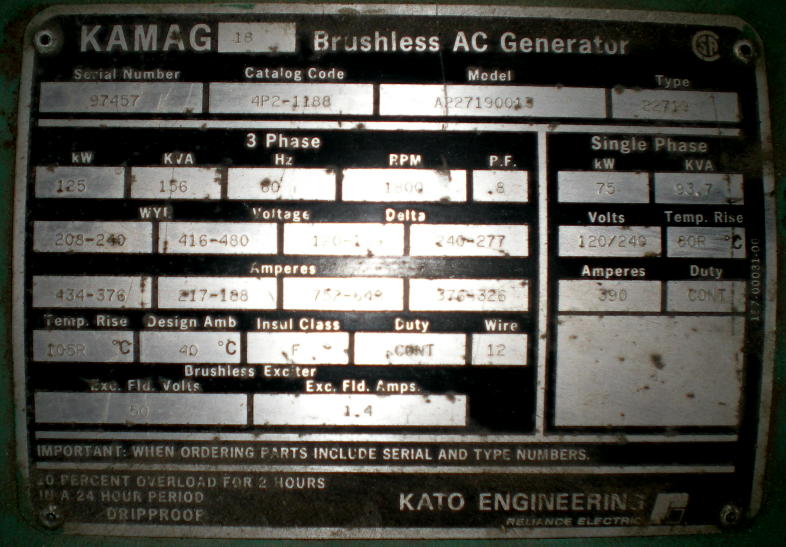 KAMAG 18 Brushless AC Generator
Serial Number Catalog Code Model Type
97457 4P2-1188 A227190013 22719
3 Phase Single Phase
kW KVA Hz RPM P.F. kW KVA
125 156 60 1800 .8 75 93.7
WYE Voltage Delta Volts Temp. Rise
208-240 416-480 240-277 120/240 80R °C
Amperes Amperes Duty
434-376 217-188 376-326 390 CONT
Temp. Rise Design Amb Insul Class Duty Wire
105R °C 40 °C F CONT 12
Brushless Exciter
Exc. Fld. Volts Exc. Fld. Amps.
1.4
IMPORTANT: WHEN ORDERING PARTS INCLUDE SERIAL AND TYPE NUMBERS.
PERCENT OVERLOAD FOR 2 HOURS
IN A 24 HOUR PERIOD
DRIPPROOF
KATO ENGINEERING
RELIANCE ELECTRIC